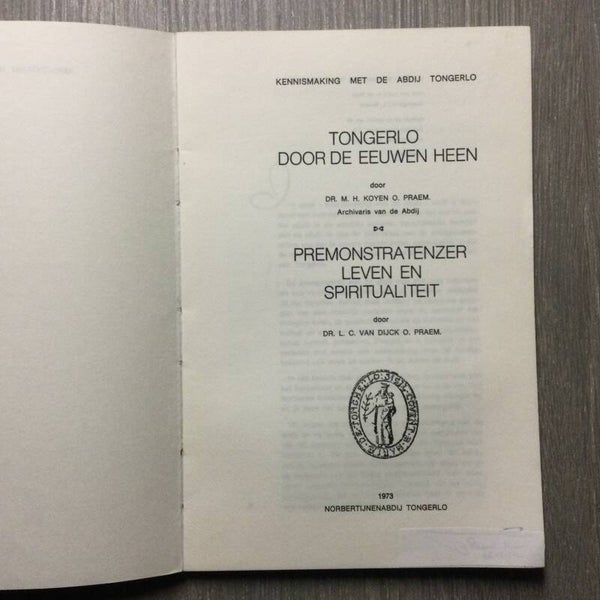 KENNISMAKING MET DE ABDIJ TONGERLO
TONGERLO
DOOR DE EEUWEN HEEN
door
DR. M. H. KOYEN O. PRAEM.
Archivaris van de Abdij
PREMONSTRATENZER
LEVEN EN
SPIRITUALITEIT
door
DR. L. C. VAN DIJCK O. PRAEM.
1973
NORBERTIJNENABDIJ TONGERLO